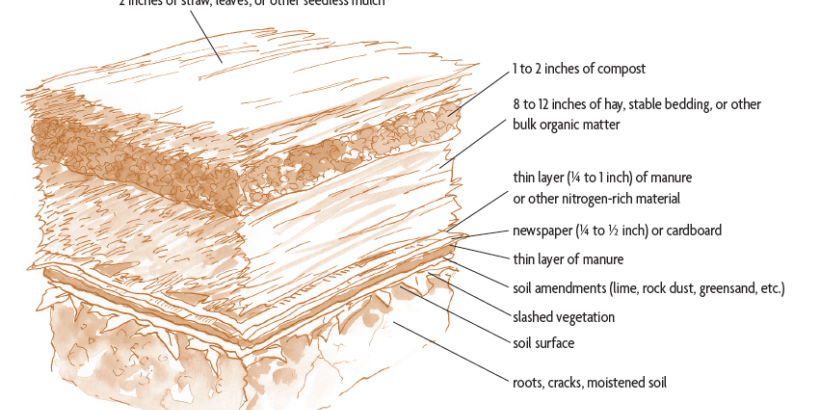 2 inches of straw, leaves, or other seedless mulch
1 to 2 inches of compost
8 to 12 inches of hay, stable bedding, or other
bulk organic matter
thin layer (¼ to 1 inch) of manure
or other nitrogen-rich material
newspaper (¼ to ½ inch) or cardboard
thin layer of manure
soil amendments (lime, rock dust, greensand, etc.)
slashed vegetation
soil surface
roots, cracks, moistened soil